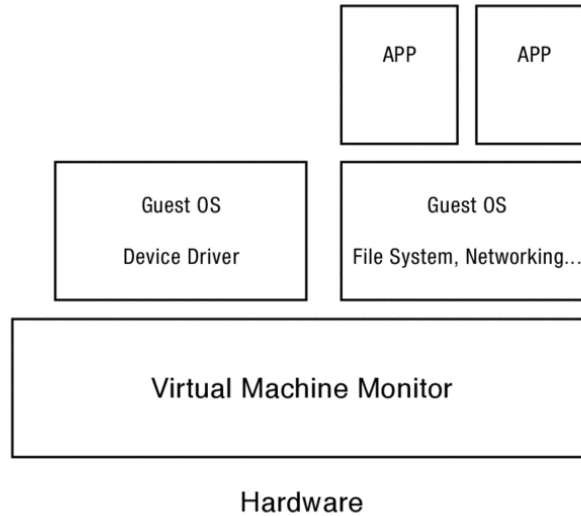 APP
APP
Guest OS
Device Driver
Guest OS
File System, Networking...
Virtual Machine Monitor
Hardware